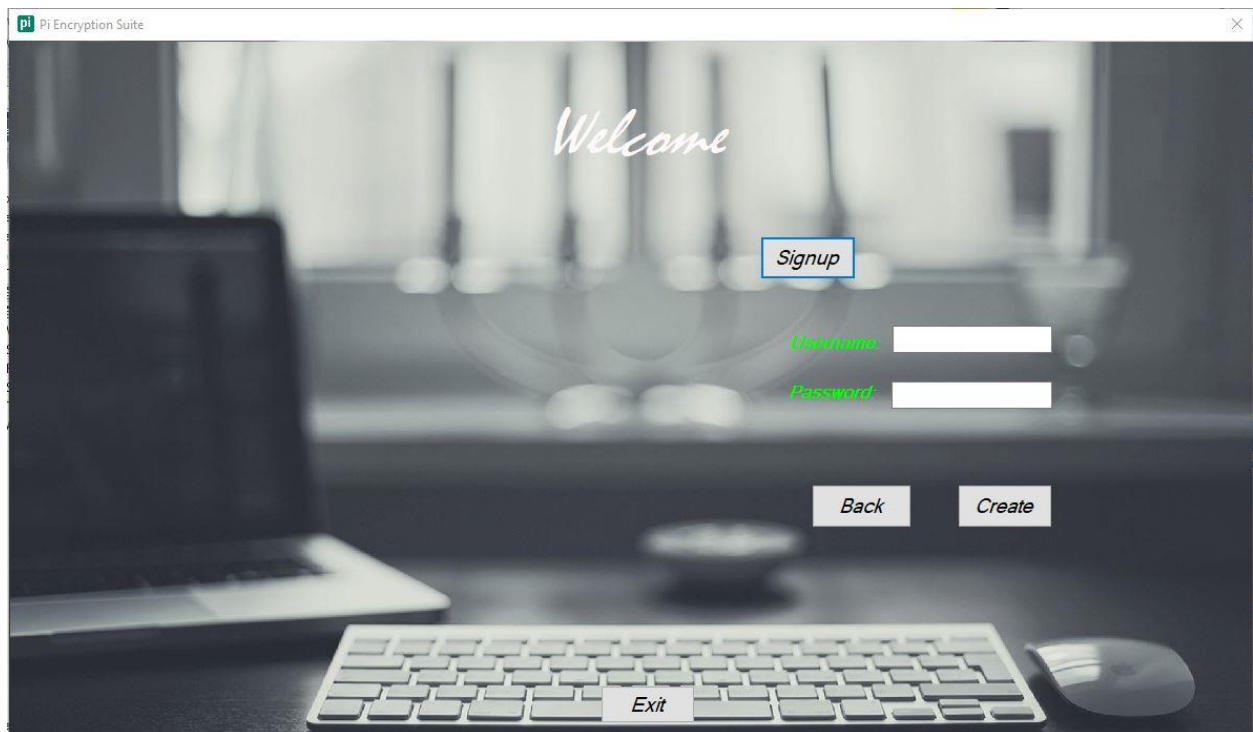 pi Pi Encryption Suite
Welcome
Signup
Username:
Password:
Back Create
Exit